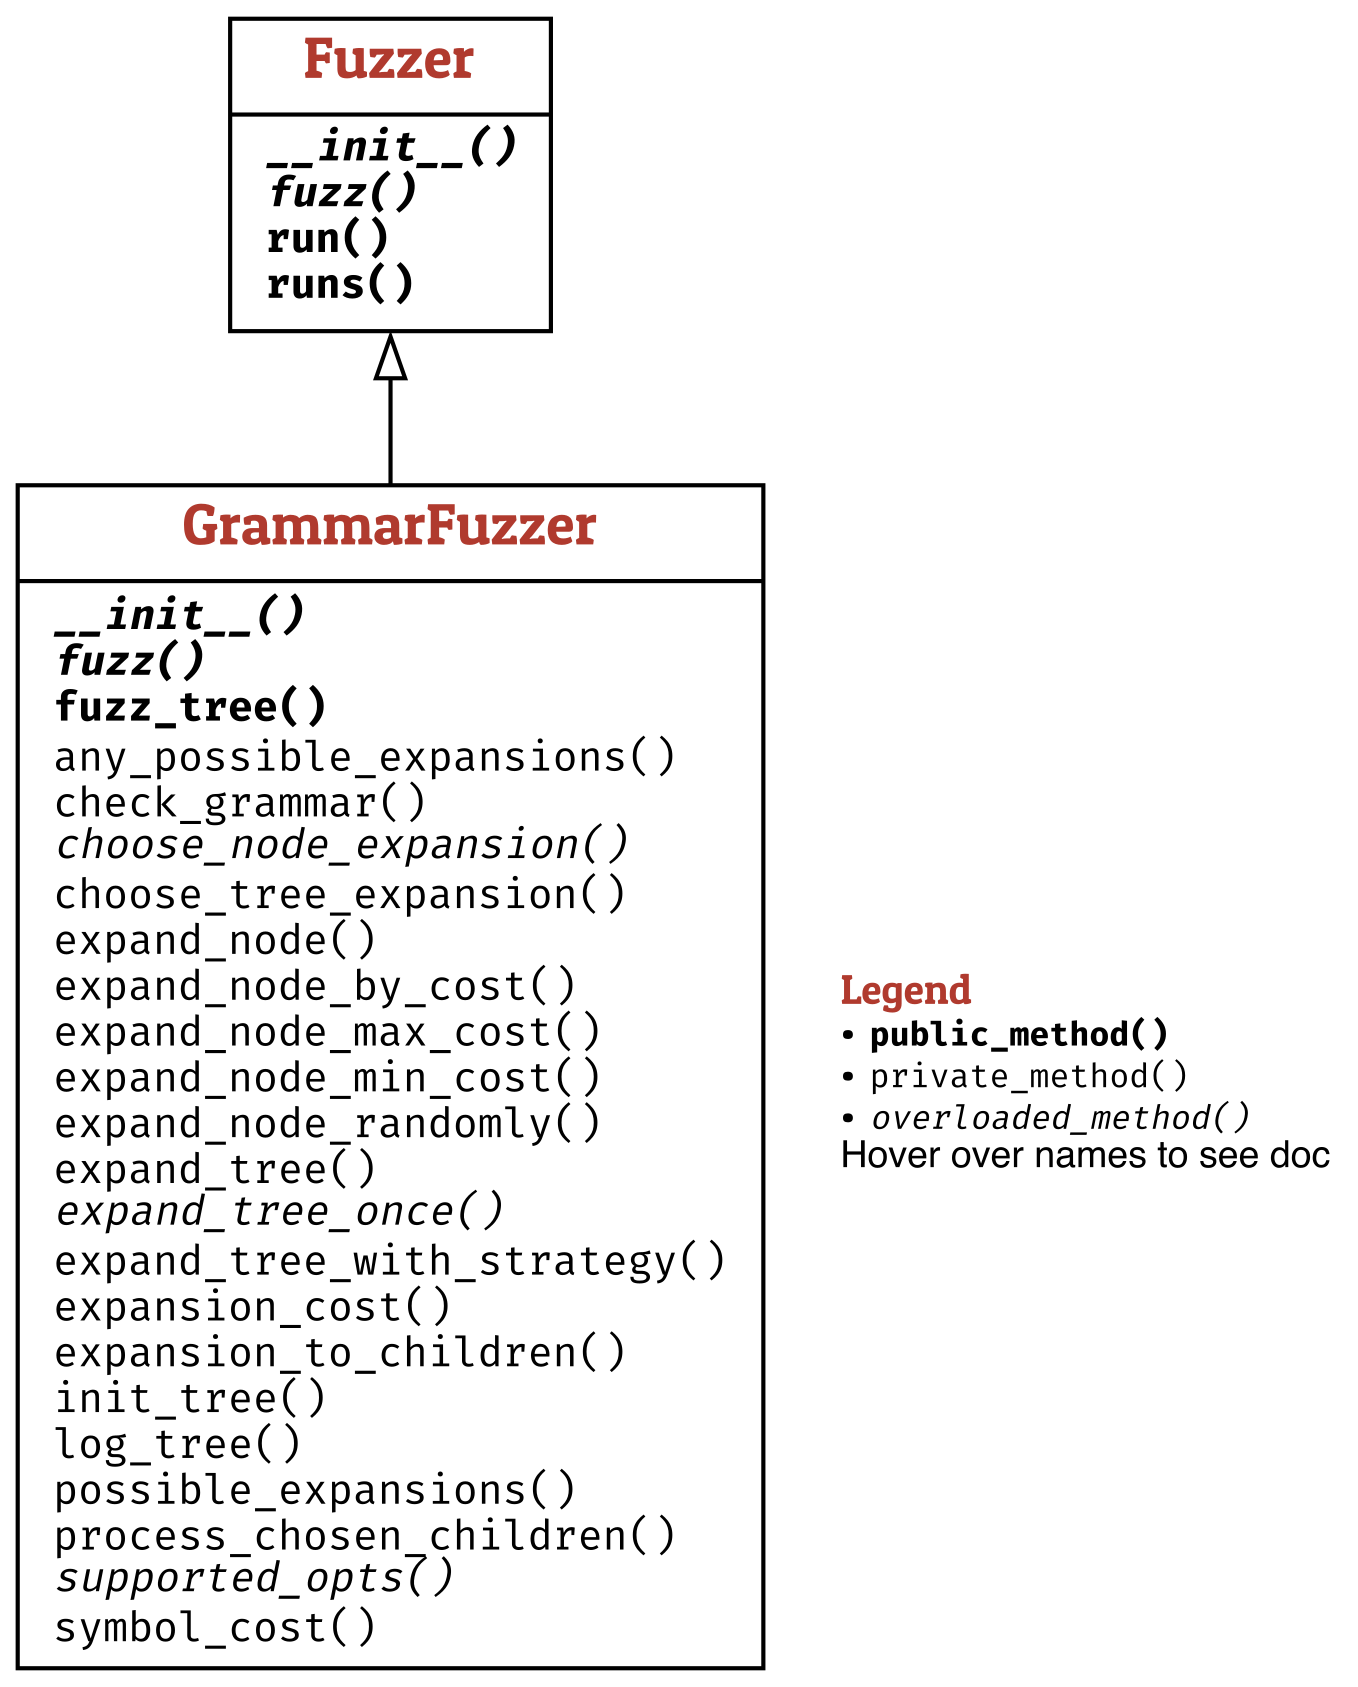 Fuzzer
__init__()
fuzz()
run()
runs()
GrammarFuzzer
__init__()
fuzz()
fuzz_tree()
any_possible_expansions()
check_grammar()
choose_node_expansion()
choose_tree_expansion()
expand_node()
expand_node_by_cost()
expand_node_max_cost()
expand_node_min_cost()
expand_node_randomly()
expand_tree()
expand_tree_once()
expand_tree_with_strategy()
expansion_cost()
expansion_to_children()
init_tree()
log_tree()
possible_expansions()
process_chosen_children()
supported_opts()
symbol_cost()
Legend
• public_method()
• private_method()
• overloaded_method()
Hover over names to see doc